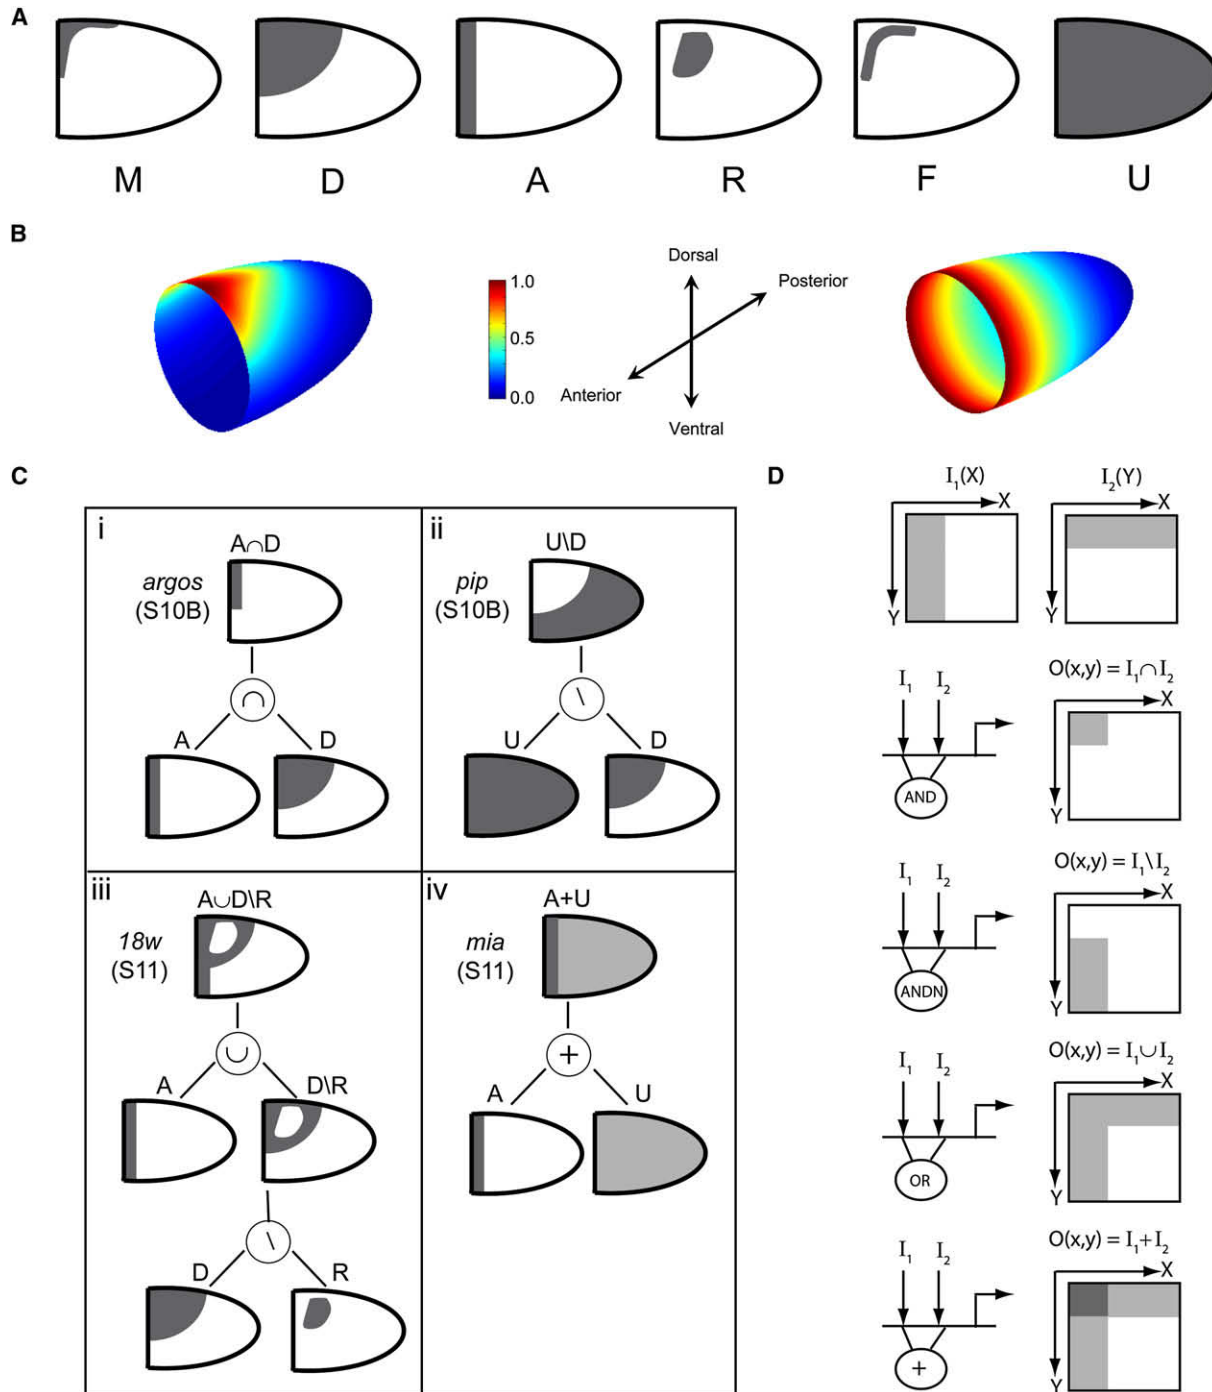 A
M D A R F U
B
1.0
0.5
0.0
Dorsal
Posterior
Anterior
Ventral
C
i
A∩D
argos
(S10B)
∩
A D
ii
U\D
pip
(S10B)
\
U D
iii
A∪D\R
18w
(S11)
∪
A D\R
\
D R
iv
A+U
mia
(S11)
+
A U
D
I₁(X) I₂(Y)
X X
Y Y
I₁ I₂
AND
O(x,y) = I₁∩I₂
X
Y
I₁ I₂
ANDN
O(x,y) = I₁\I₂
X
Y
I₁ I₂
OR
O(x,y) = I₁∪I₂
X
Y
I₁ I₂
+
O(x,y) = I₁+I₂
X
Y